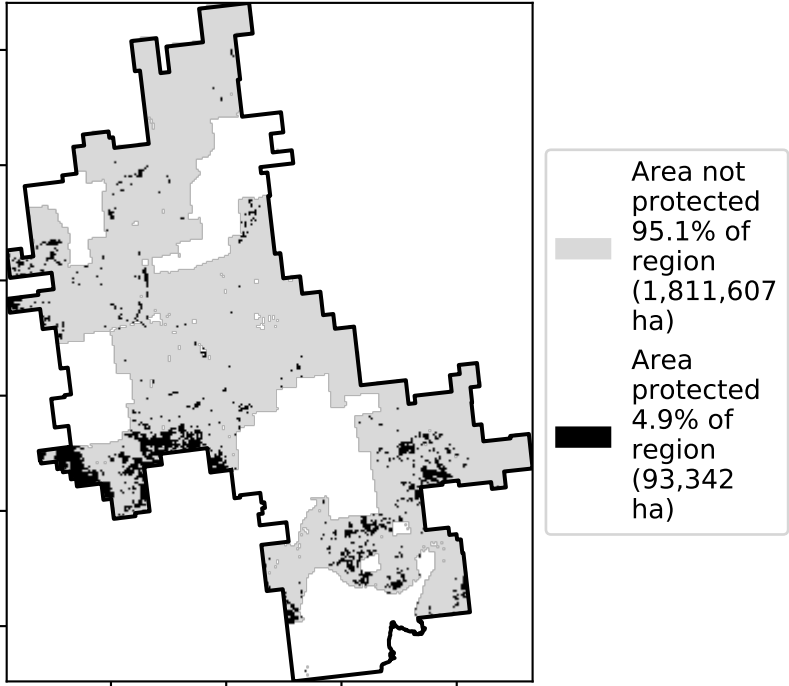 Area not
protected
95.1% of
region
(1,811,607
ha)
Area
protected
4.9% of
region
(93,342
ha)